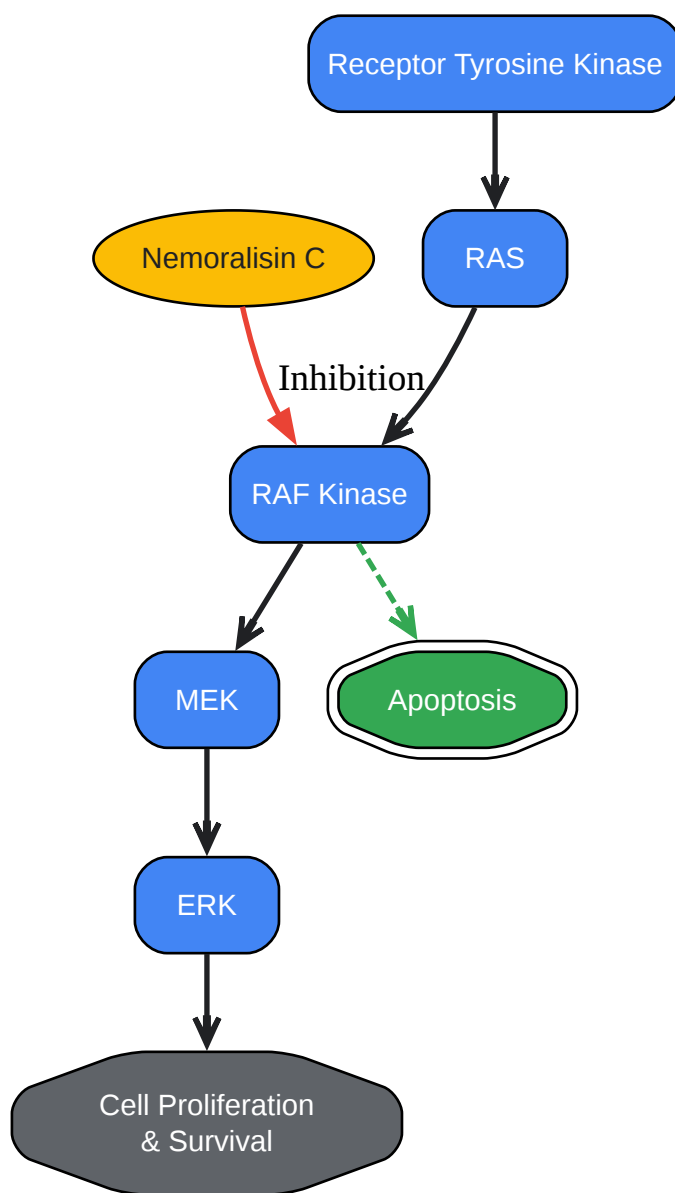 Receptor Tyrosine Kinase
Nemoralisin C
RAS
Inhibition
RAF Kinase
MEK
Apoptosis
ERK
Cell Proliferation
& Survival